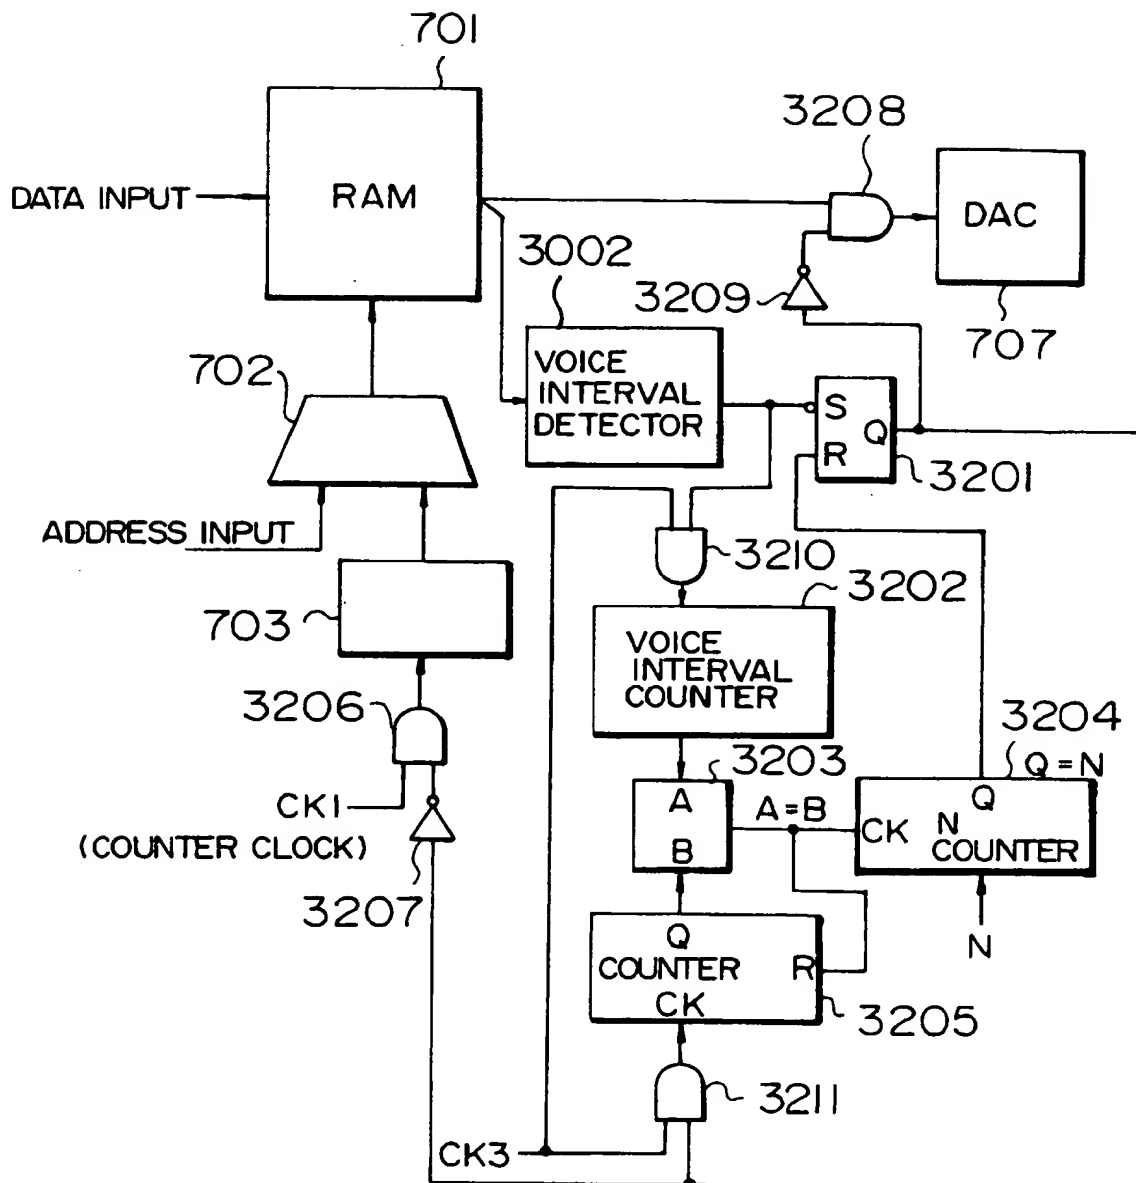 701
3208
DATA INPUT
RAM
DAC
3002
3209
707
702
VOICE
INTERVAL
DETECTOR
S
Q
R
3201
ADDRESS INPUT
3210
3202
703
VOICE
INTERVAL
COUNTER
3206
3204
3203
Q=N
A
A=B
Q
CK1
CK
N
COUNTER
(COUNTER CLOCK)
B
3207
Q
N
COUNTER
R
CK
3205
3211
CK3